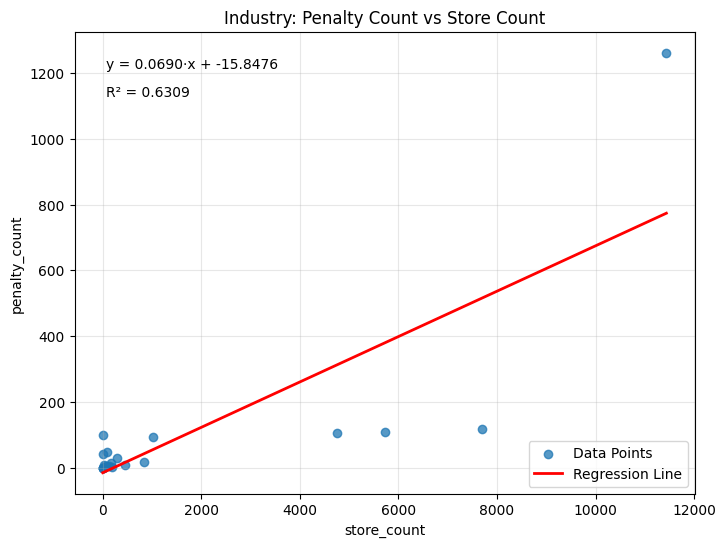 Industry: Penalty Count vs Store Count
y = 0.0690·x + -15.8476
R² = 0.6309
penalty_count
1200
1000
800
600
400
200
0
0
2000
4000
6000
8000
10000
12000
store_count
Data Points
Regression Line